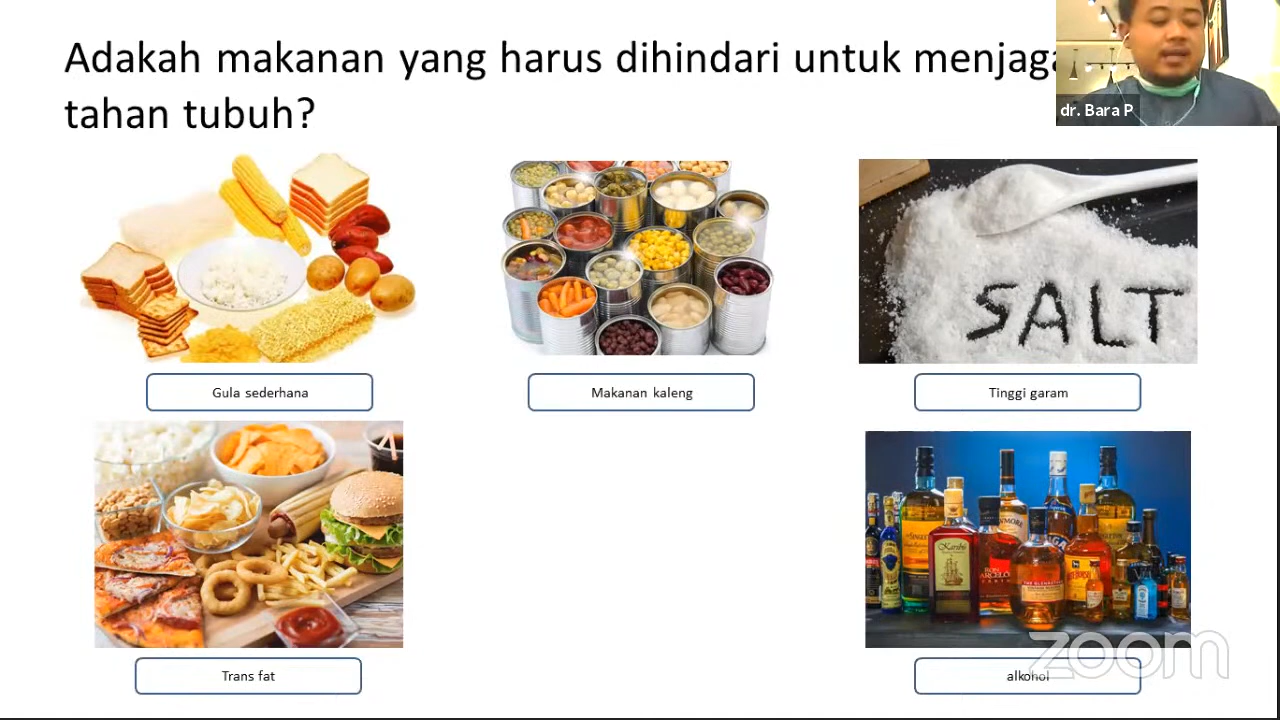 Adakah makanan yang harus dihindari untuk menjaga
tahan tubuh?
dr. Bara P
SALT
Gula sederhana
Makanan kaleng
Tinggi garam
Trans fat
alkohol
zoom